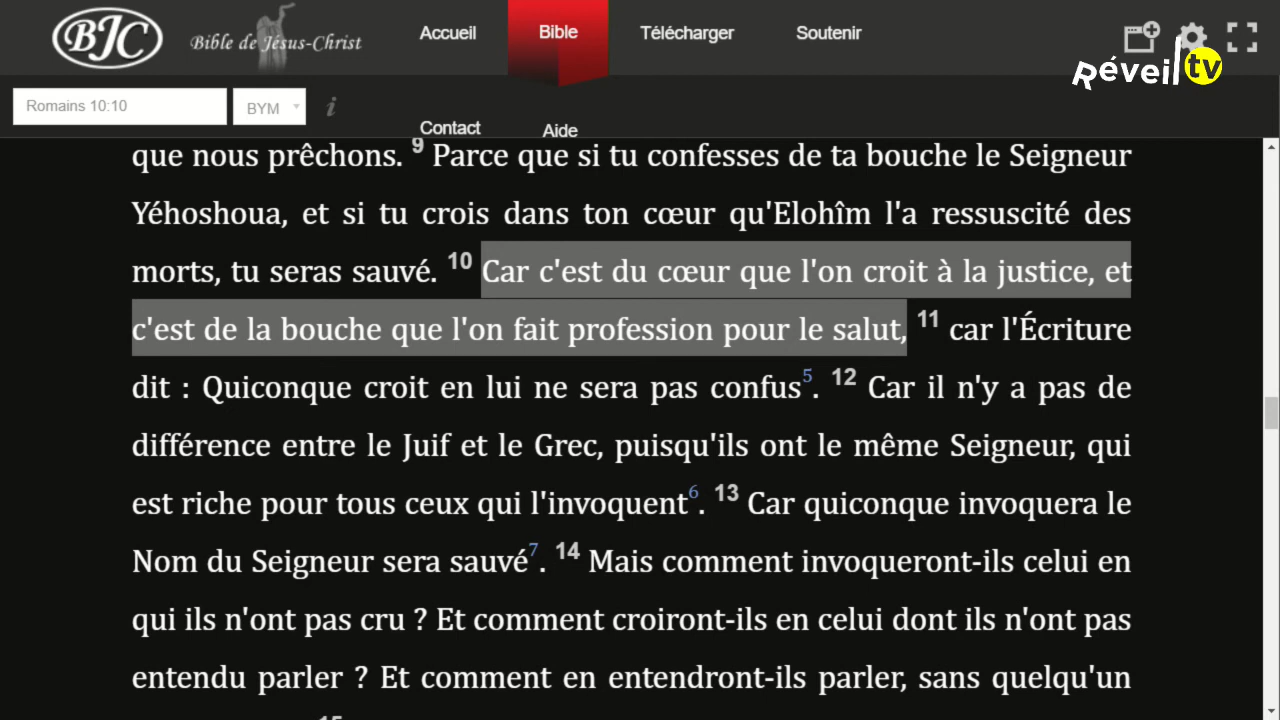 BJC Bible de Jésus-Christ Accueil Bible Télécharger Soutenir
Réveil tv
Romains 10:10 BYM i Contact Aide
que nous prêchons. 9 Parce que si tu confesses de ta bouche le Seigneur
Yéhoshoua, et si tu crois dans ton cœur qu'Elohîm l'a ressuscité des
morts, tu seras sauvé. 10 Car c'est du cœur que l'on croit à la justice, et
c'est de la bouche que l'on fait profession pour le salut, 11 car l'Écriture
dit : Quiconque croit en lui ne sera pas confus5. 12 Car il n'y a pas de
différence entre le Juif et le Grec, puisqu'ils ont le même Seigneur, qui
est riche pour tous ceux qui l'invoquent6. 13 Car quiconque invoquera le
Nom du Seigneur sera sauvé7. 14 Mais comment invoqueront-ils celui en
qui ils n'ont pas cru ? Et comment croiront-ils en celui dont ils n'ont pas
entendu parler ? Et comment en entendront-ils parler, sans quelqu'un
15